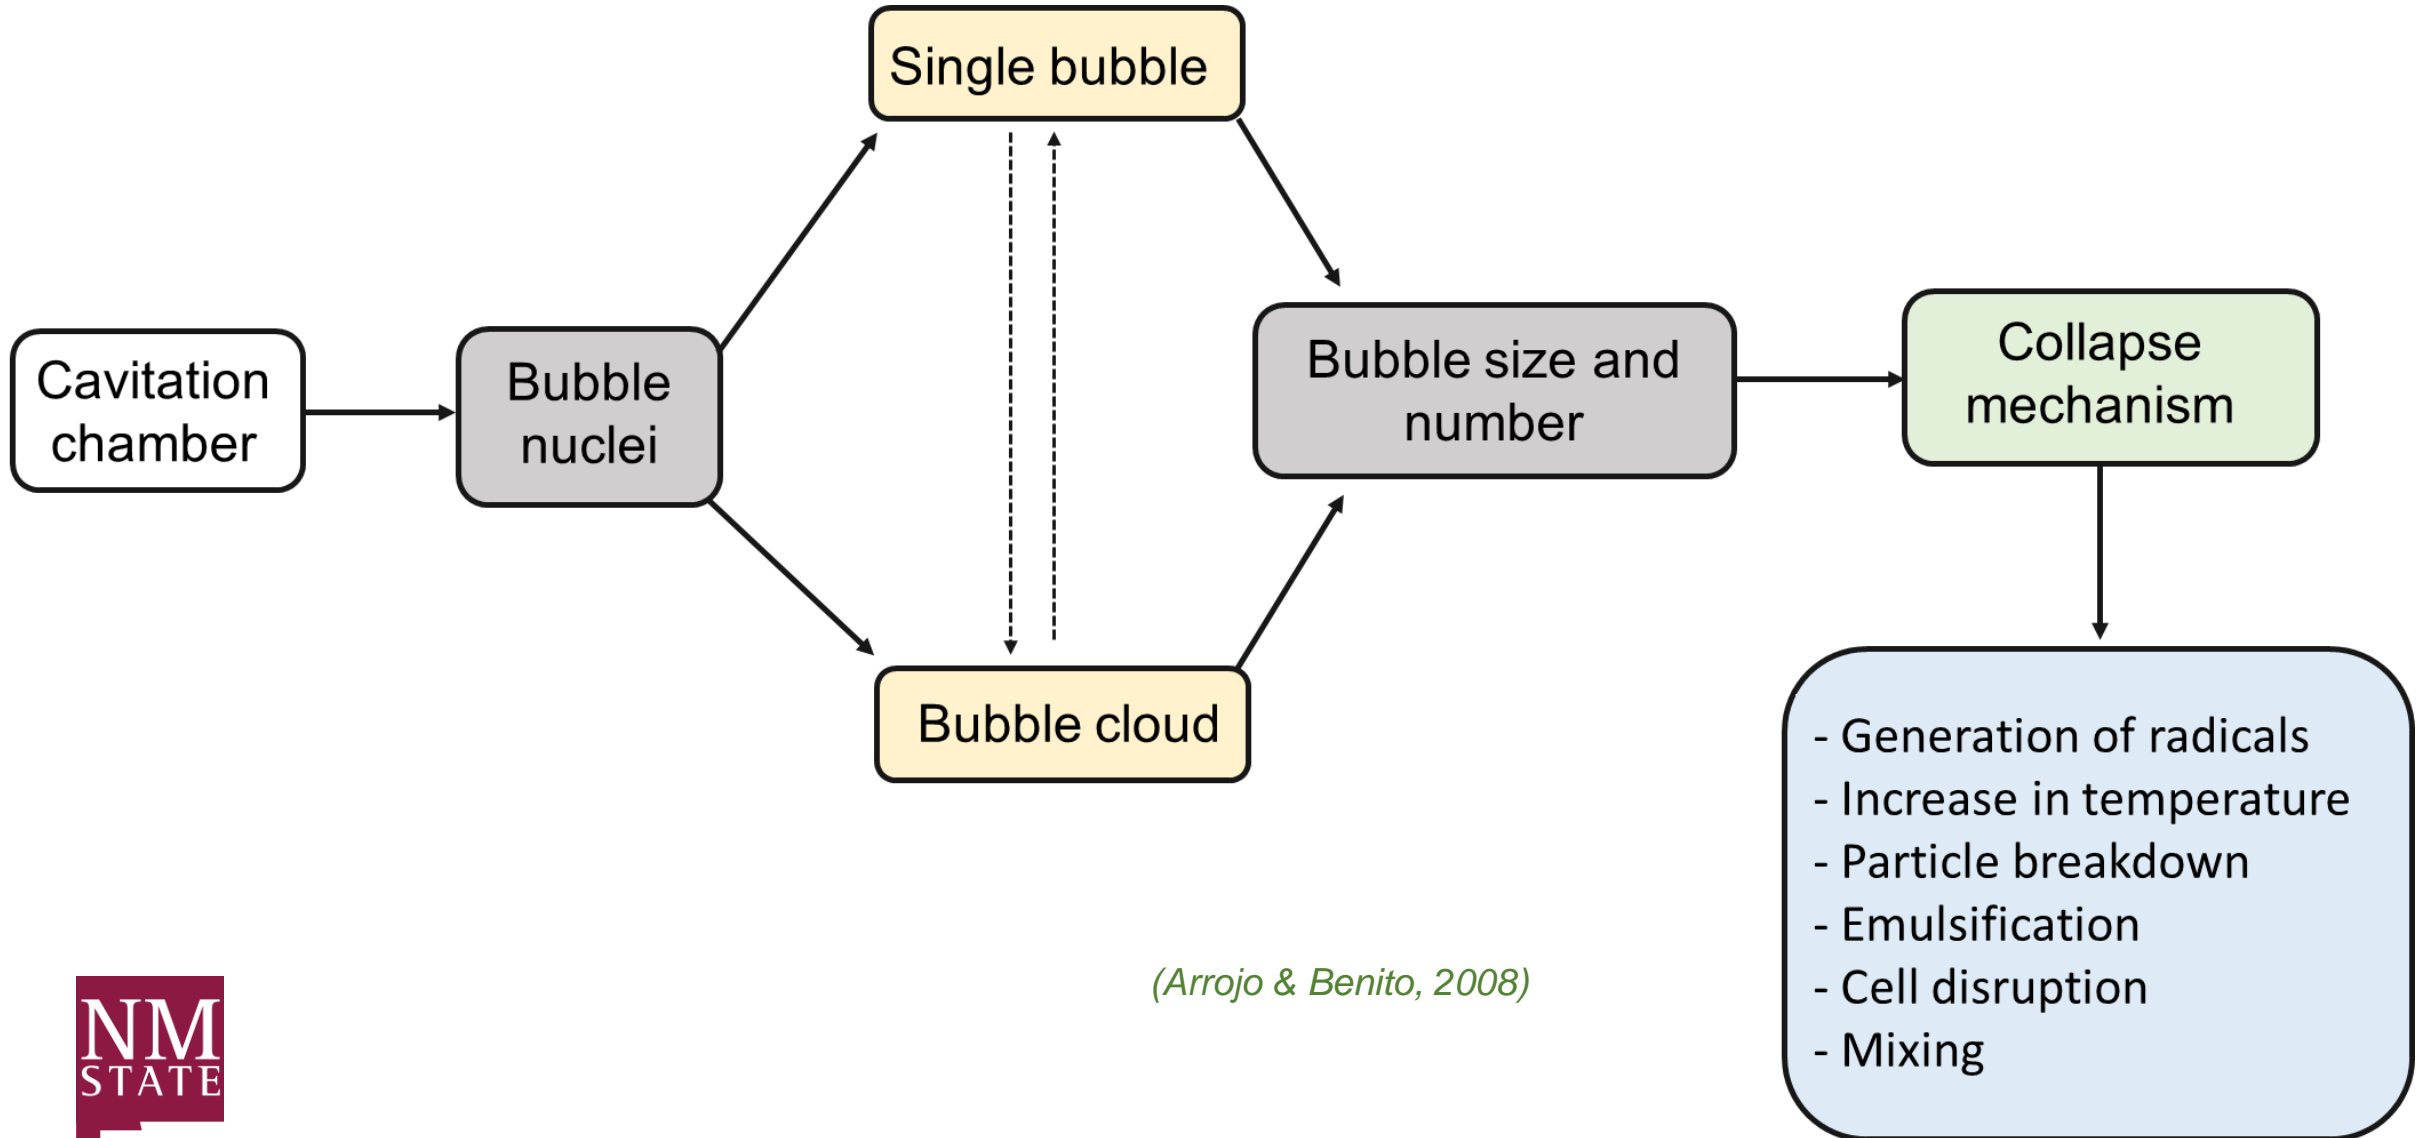 Single bubble
Cavitation
chamber
Bubble
nuclei
Bubble size and
number
Collapse
mechanism
Bubble cloud
- Generation of radicals
- Increase in temperature
- Particle breakdown
- Emulsification
- Cell disruption
- Mixing
(Arrojo & Benito, 2008)
NM
STATE